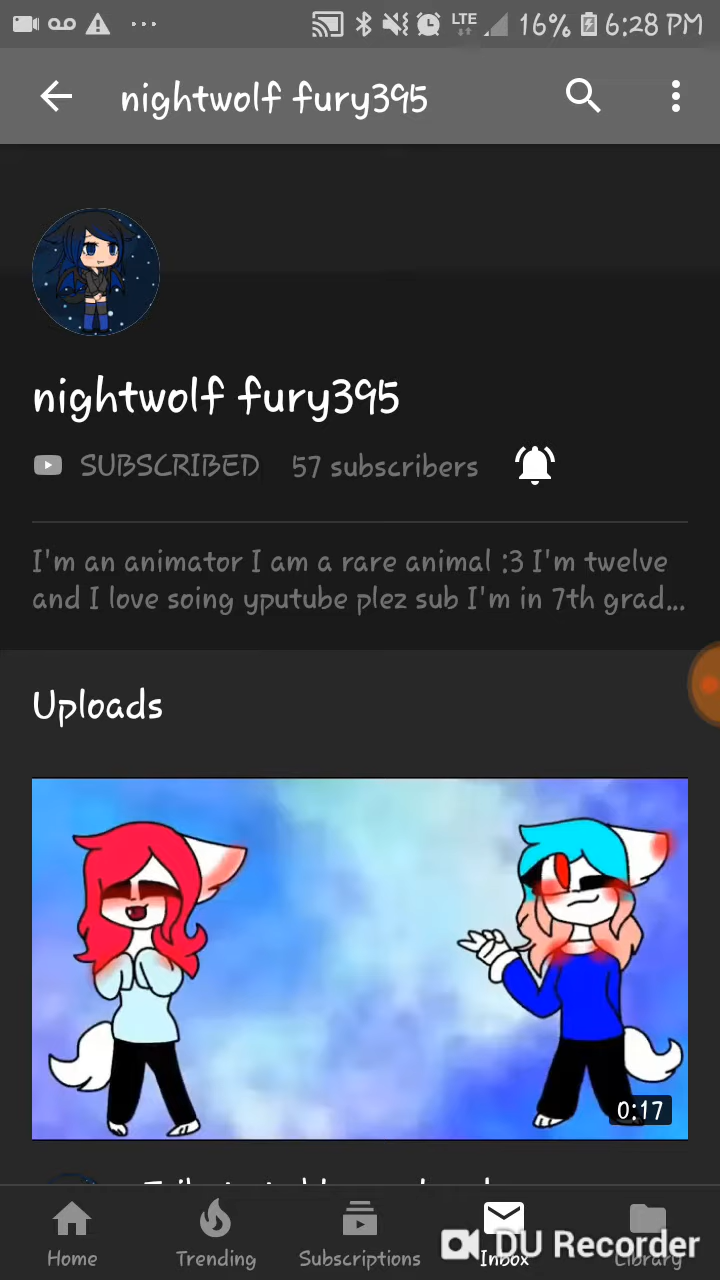 LTE 16% 6:28 PM
nightwolf fury395
nightwolf fury395
SUBSCRIBED 57 subscribers
I'm an animator I am a rare animal :3 I'm twelve
and I love soing yputube plez sub I'm in 7th grad...
Uploads
0:17
Home Trending Subscriptions Inbox Library
DU Recorder